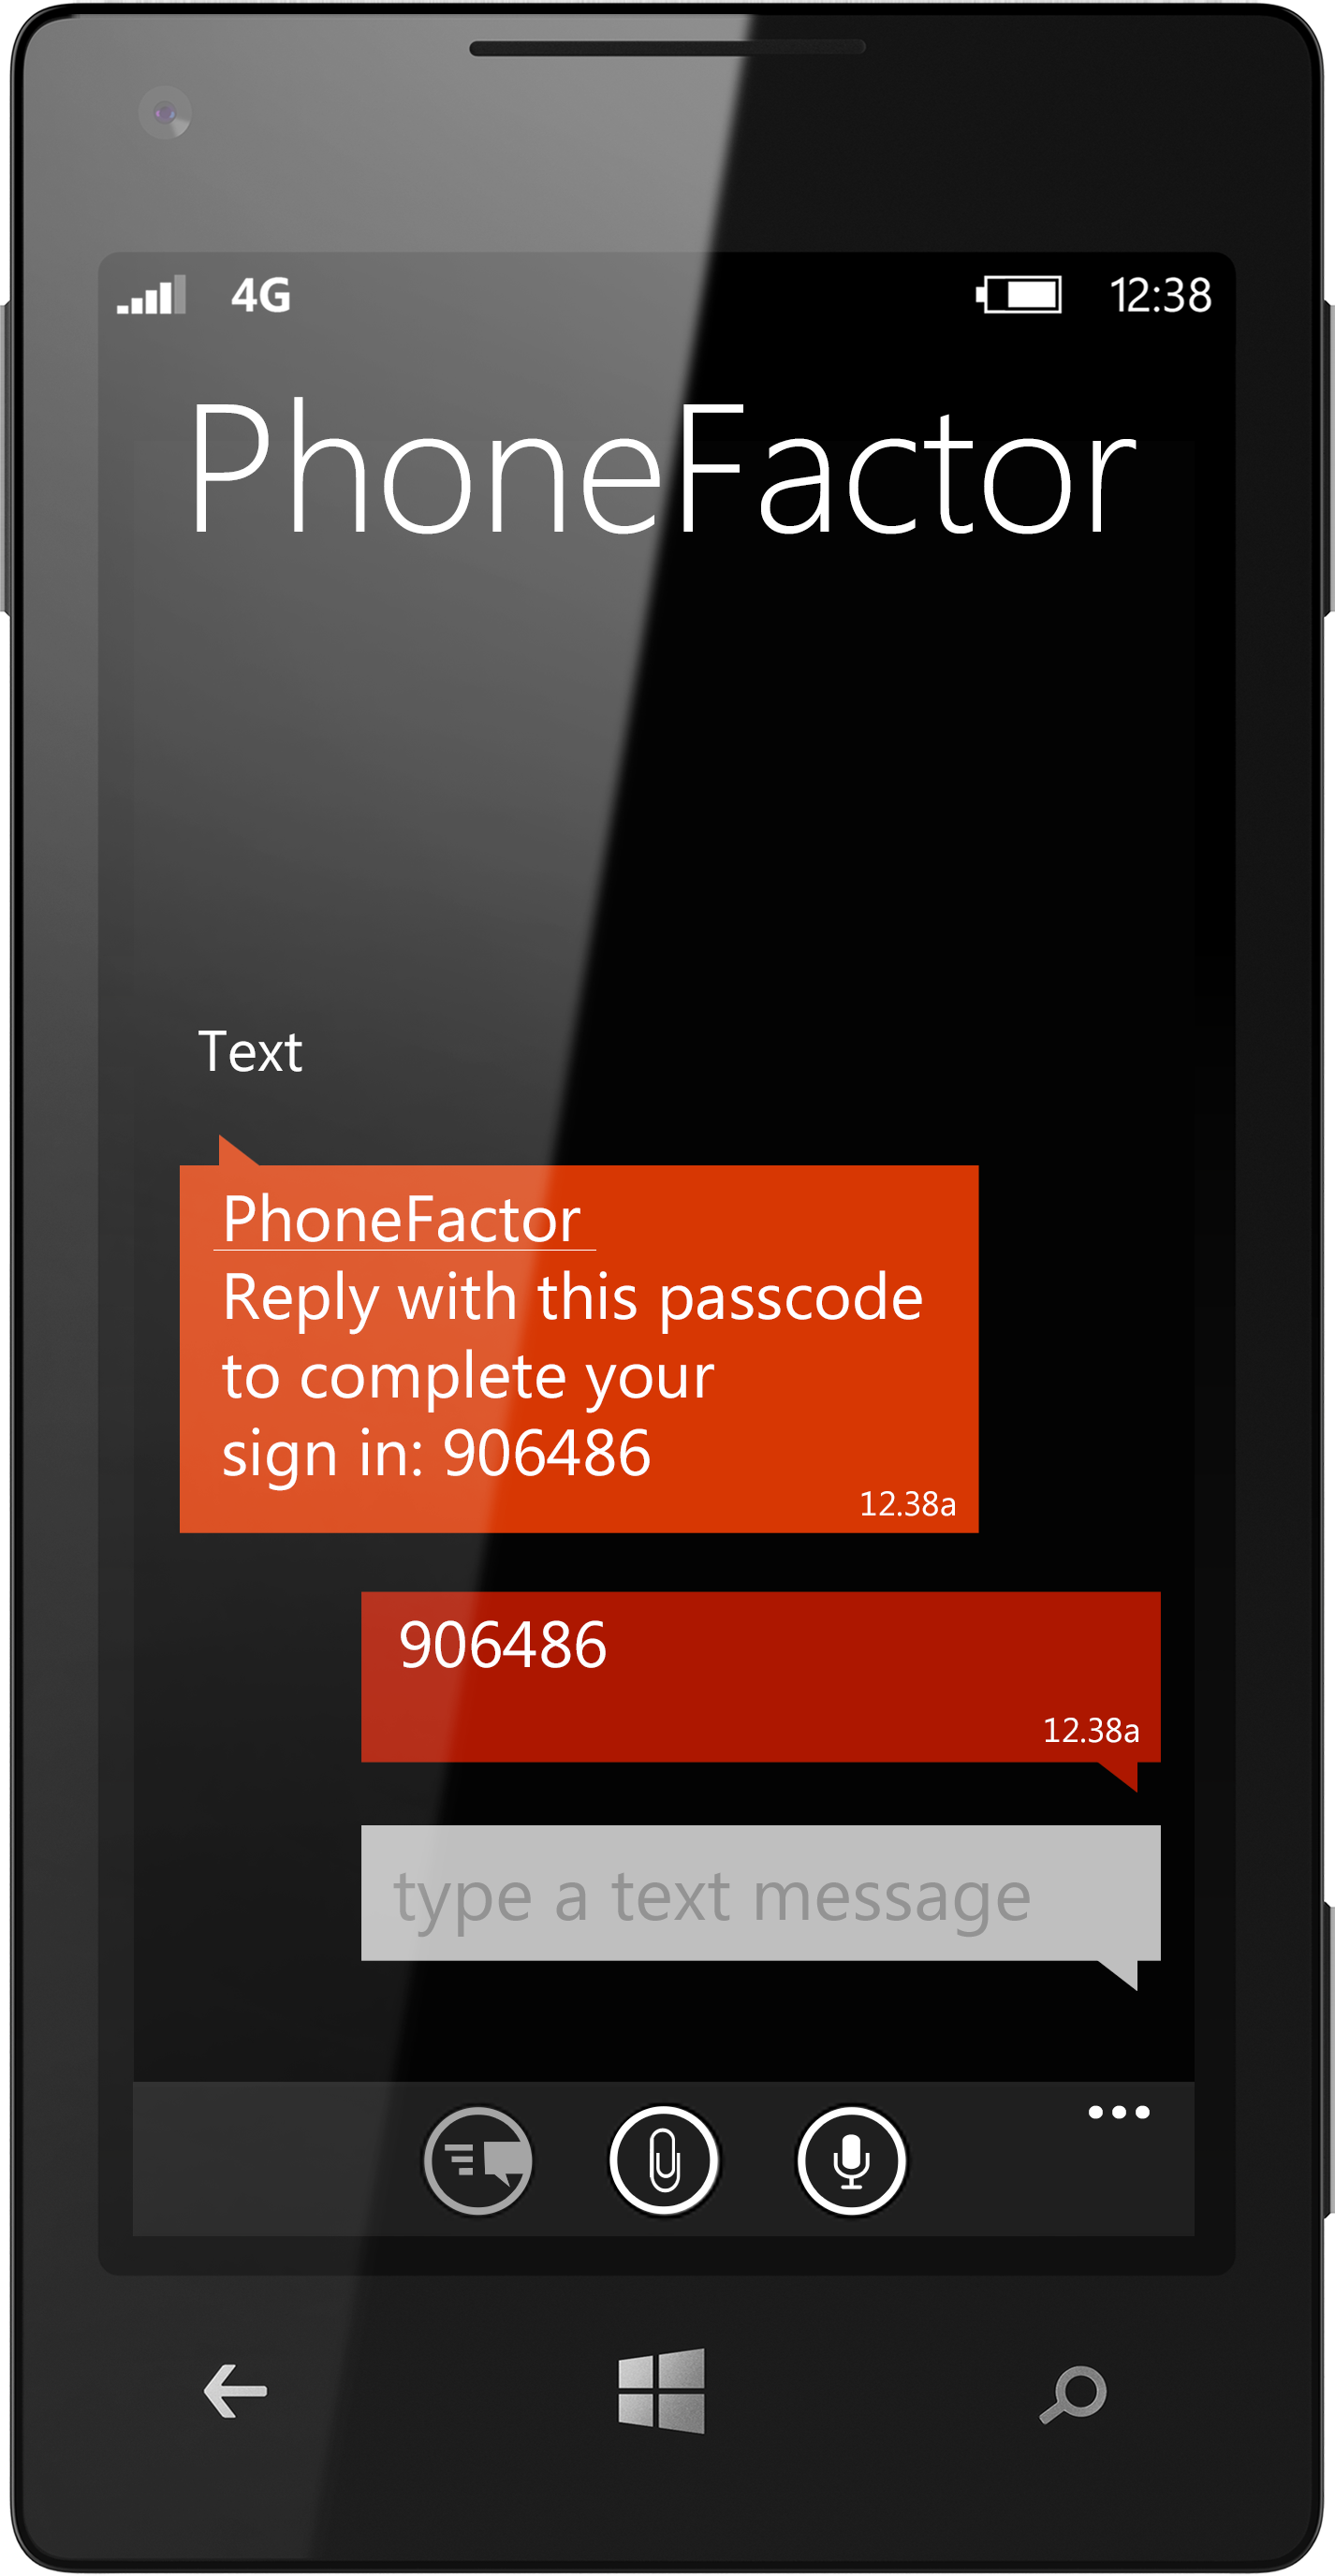 4G 12:38
PhoneFactor
Text
PhoneFactor
Reply with this passcode
to complete your
sign in: 906486
12.38a
906486
12.38a
type a text message